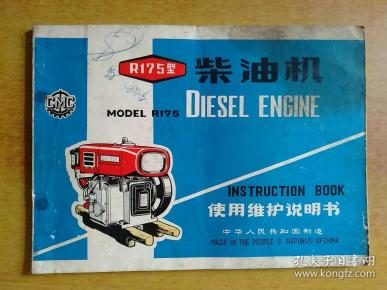 R175型
柴油机
CMC
MODEL R175
DIESEL ENGINE
INSTRUCTION BOOK
使用维护说明书
中华人民共和国制造
MADE IN THE PEOPLE S REPUBLIC OF CHINA
孔夫子旧书网
www.kongfz.com